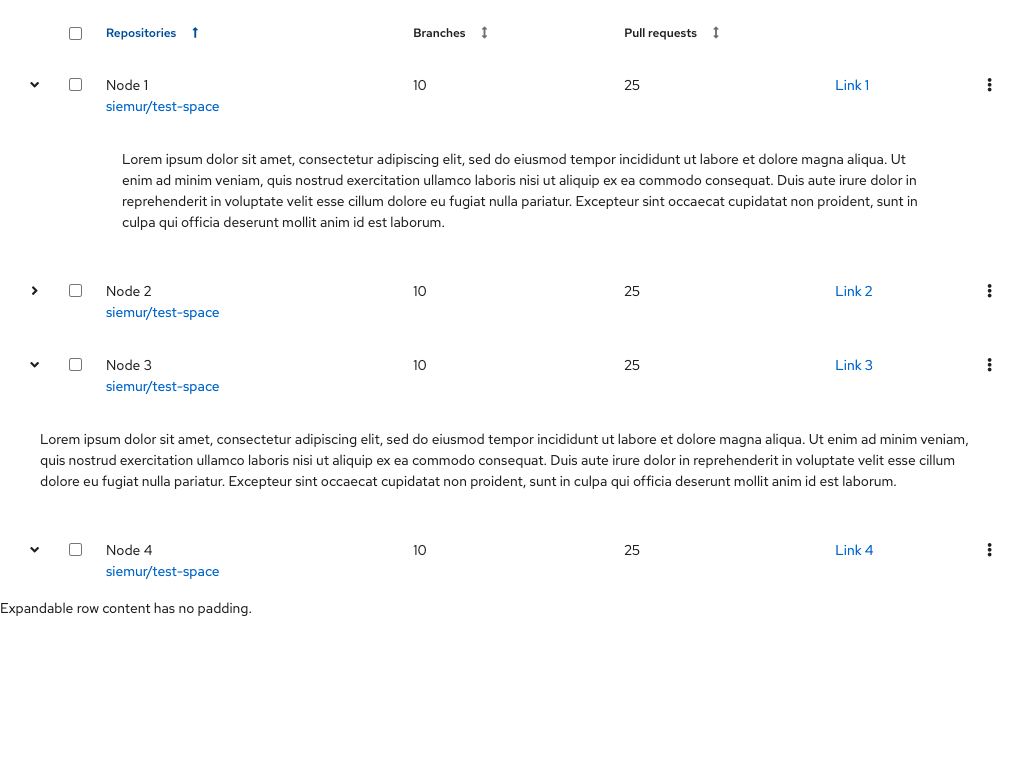 Repositories Branches Pull requests
Node 1 10 25 Link 1
siemur/test-space
Lorem ipsum dolor sit amet, consectetur adipiscing elit, sed do eiusmod tempor incididunt ut labore et dolore magna aliqua. Ut
enim ad minim veniam, quis nostrud exercitation ullamco laboris nisi ut aliquip ex ea commodo consequat. Duis aute irure dolor in
reprehenderit in voluptate velit esse cillum dolore eu fugiat nulla pariatur. Excepteur sint occaecat cupidatat non proident, sunt in
culpa qui officia deserunt mollit anim id est laborum.
Node 2 10 25 Link 2
siemur/test-space
Node 3 10 25 Link 3
siemur/test-space
Lorem ipsum dolor sit amet, consectetur adipiscing elit, sed do eiusmod tempor incididunt ut labore et dolore magna aliqua. Ut enim ad minim veniam,
quis nostrud exercitation ullamco laboris nisi ut aliquip ex ea commodo consequat. Duis aute irure dolor in reprehenderit in voluptate velit esse cillum
dolore eu fugiat nulla pariatur. Excepteur sint occaecat cupidatat non proident, sunt in culpa qui officia deserunt mollit anim id est laborum.
Node 4 10 25 Link 4
siemur/test-space
Expandable row content has no padding.